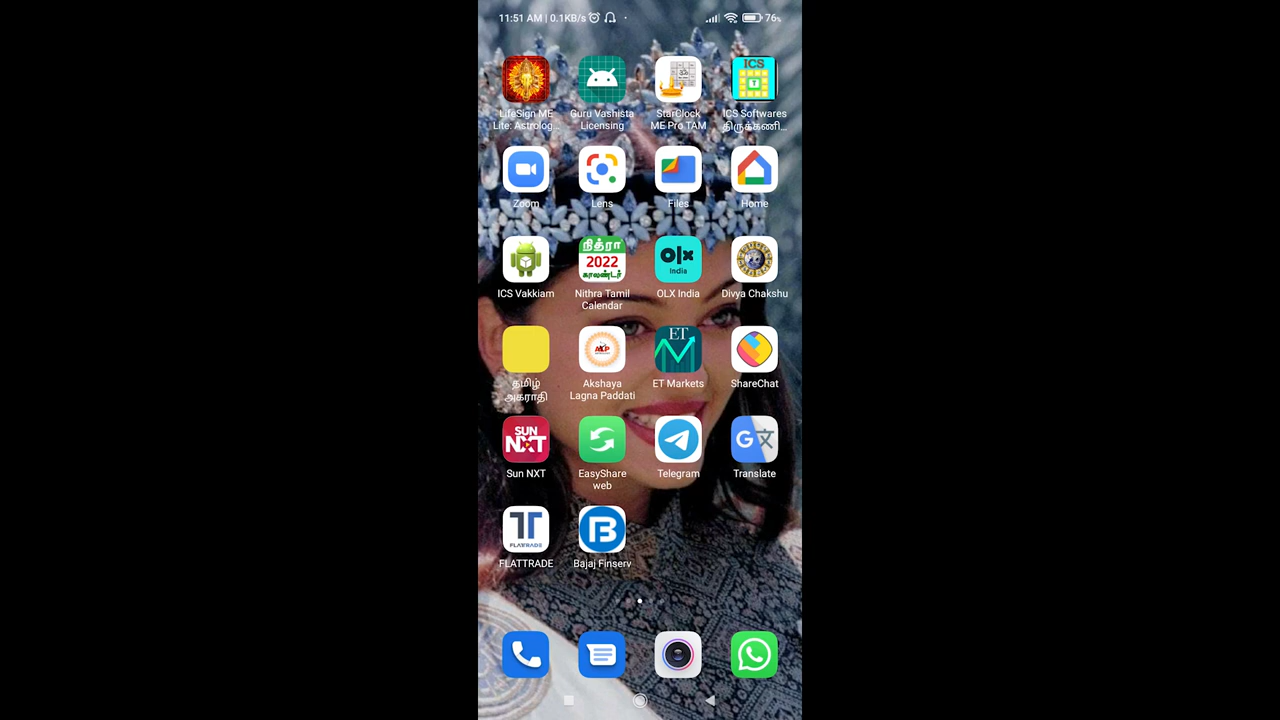 11:51 AM | 0.1KB/s
76%
LifeSign ME
Lite: Astrolog...
Guru Vashista
Licensing
StarClock
ME Pro TAM
ICS
ICS Softwares
திருக்கணி...
Zoom
Lens
Files
Home
ICS Vakkiam
நித்ரா
2022
காலண்டர்
Nithra Tamil
Calendar
olx
India
OLX India
Divya Chakshu
தமிழ்
அகராதி
ALP
Akshaya
Lagna Paddati
ET
ET Markets
ShareChat
SUN
NXT
Sun NXT
EasyShare
web
Telegram
G文
Translate
FLATTRADE
FLATTRADE
B
Bajaj Finserv